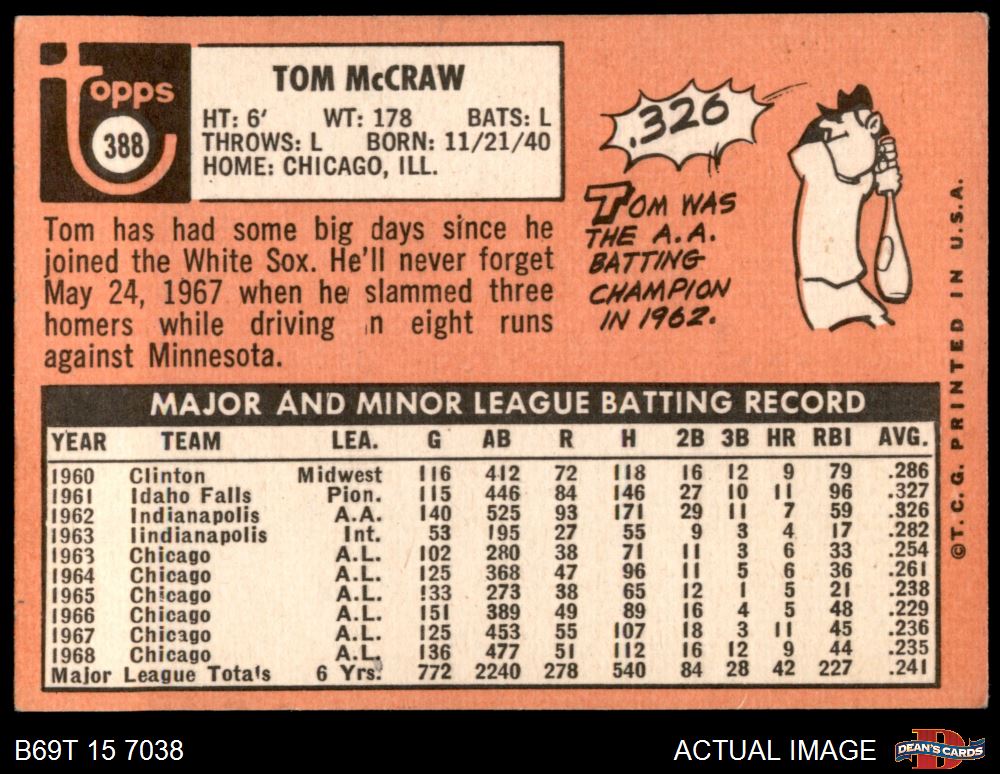 topps
388
TOM McCRAW
HT: 6′ WT: 178 BATS: L
THROWS: L BORN: 11/21/40
HOME: CHICAGO, ILL.
Tom has had some big days since he
joined the White Sox. He'll never forget
May 24, 1967 when he slammed three
homers while driving in eight runs
against Minnesota.
.326
TOM WAS
THE A.A.
BATTING
CHAMPION
IN 1962.
©T.C.G. PRINTED IN U.S.A.
MAJOR AND MINOR LEAGUE BATTING RECORD
YEAR TEAM LEA. G AB R H 2B 3B HR RBI AVG.
1960 Clinton Midwest 116 412 72 118 16 12 9 79 .286
1961 Idaho Falls Pion. 115 446 84 146 27 10 11 96 .327
1962 Indianapolis A.A. 140 525 93 171 29 11 7 59 .326
1963 Iindianapolis Int. 53 195 27 55 9 3 4 17 .282
1963 Chicago A.L. 102 280 38 71 11 3 6 33 .254
1964 Chicago A.L. 125 368 47 96 11 5 6 36 .261
1965 Chicago A.L. 133 273 38 65 12 1 5 21 .238
1966 Chicago A.L. 151 389 49 89 16 4 5 48 .229
1967 Chicago A.L. 125 453 55 107 18 3 11 45 .236
1968 Chicago A.L. 136 477 51 112 16 12 9 44 .235
Major League Totals 6 Yrs. 772 2240 278 540 84 28 42 227 .241
B69T 15 7038
ACTUAL IMAGE
DEAN'S CARDS